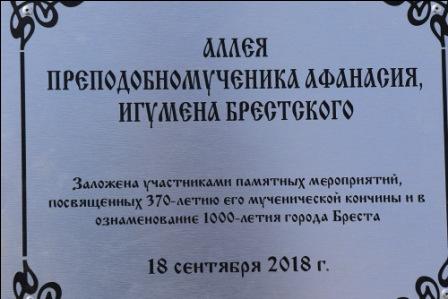 АЛЛЕЯ
ПРЕПОДОБНОМУЧЕНИКА АФАНАСИЯ,
ИГУМЕНА БРЕСТСКОГО
Заложена участниками памятных мероприятий,
посвященных 370-летию его мученической кончины и в
ознаменование 1000-летия города Бреста
18 сентября 2018 г.